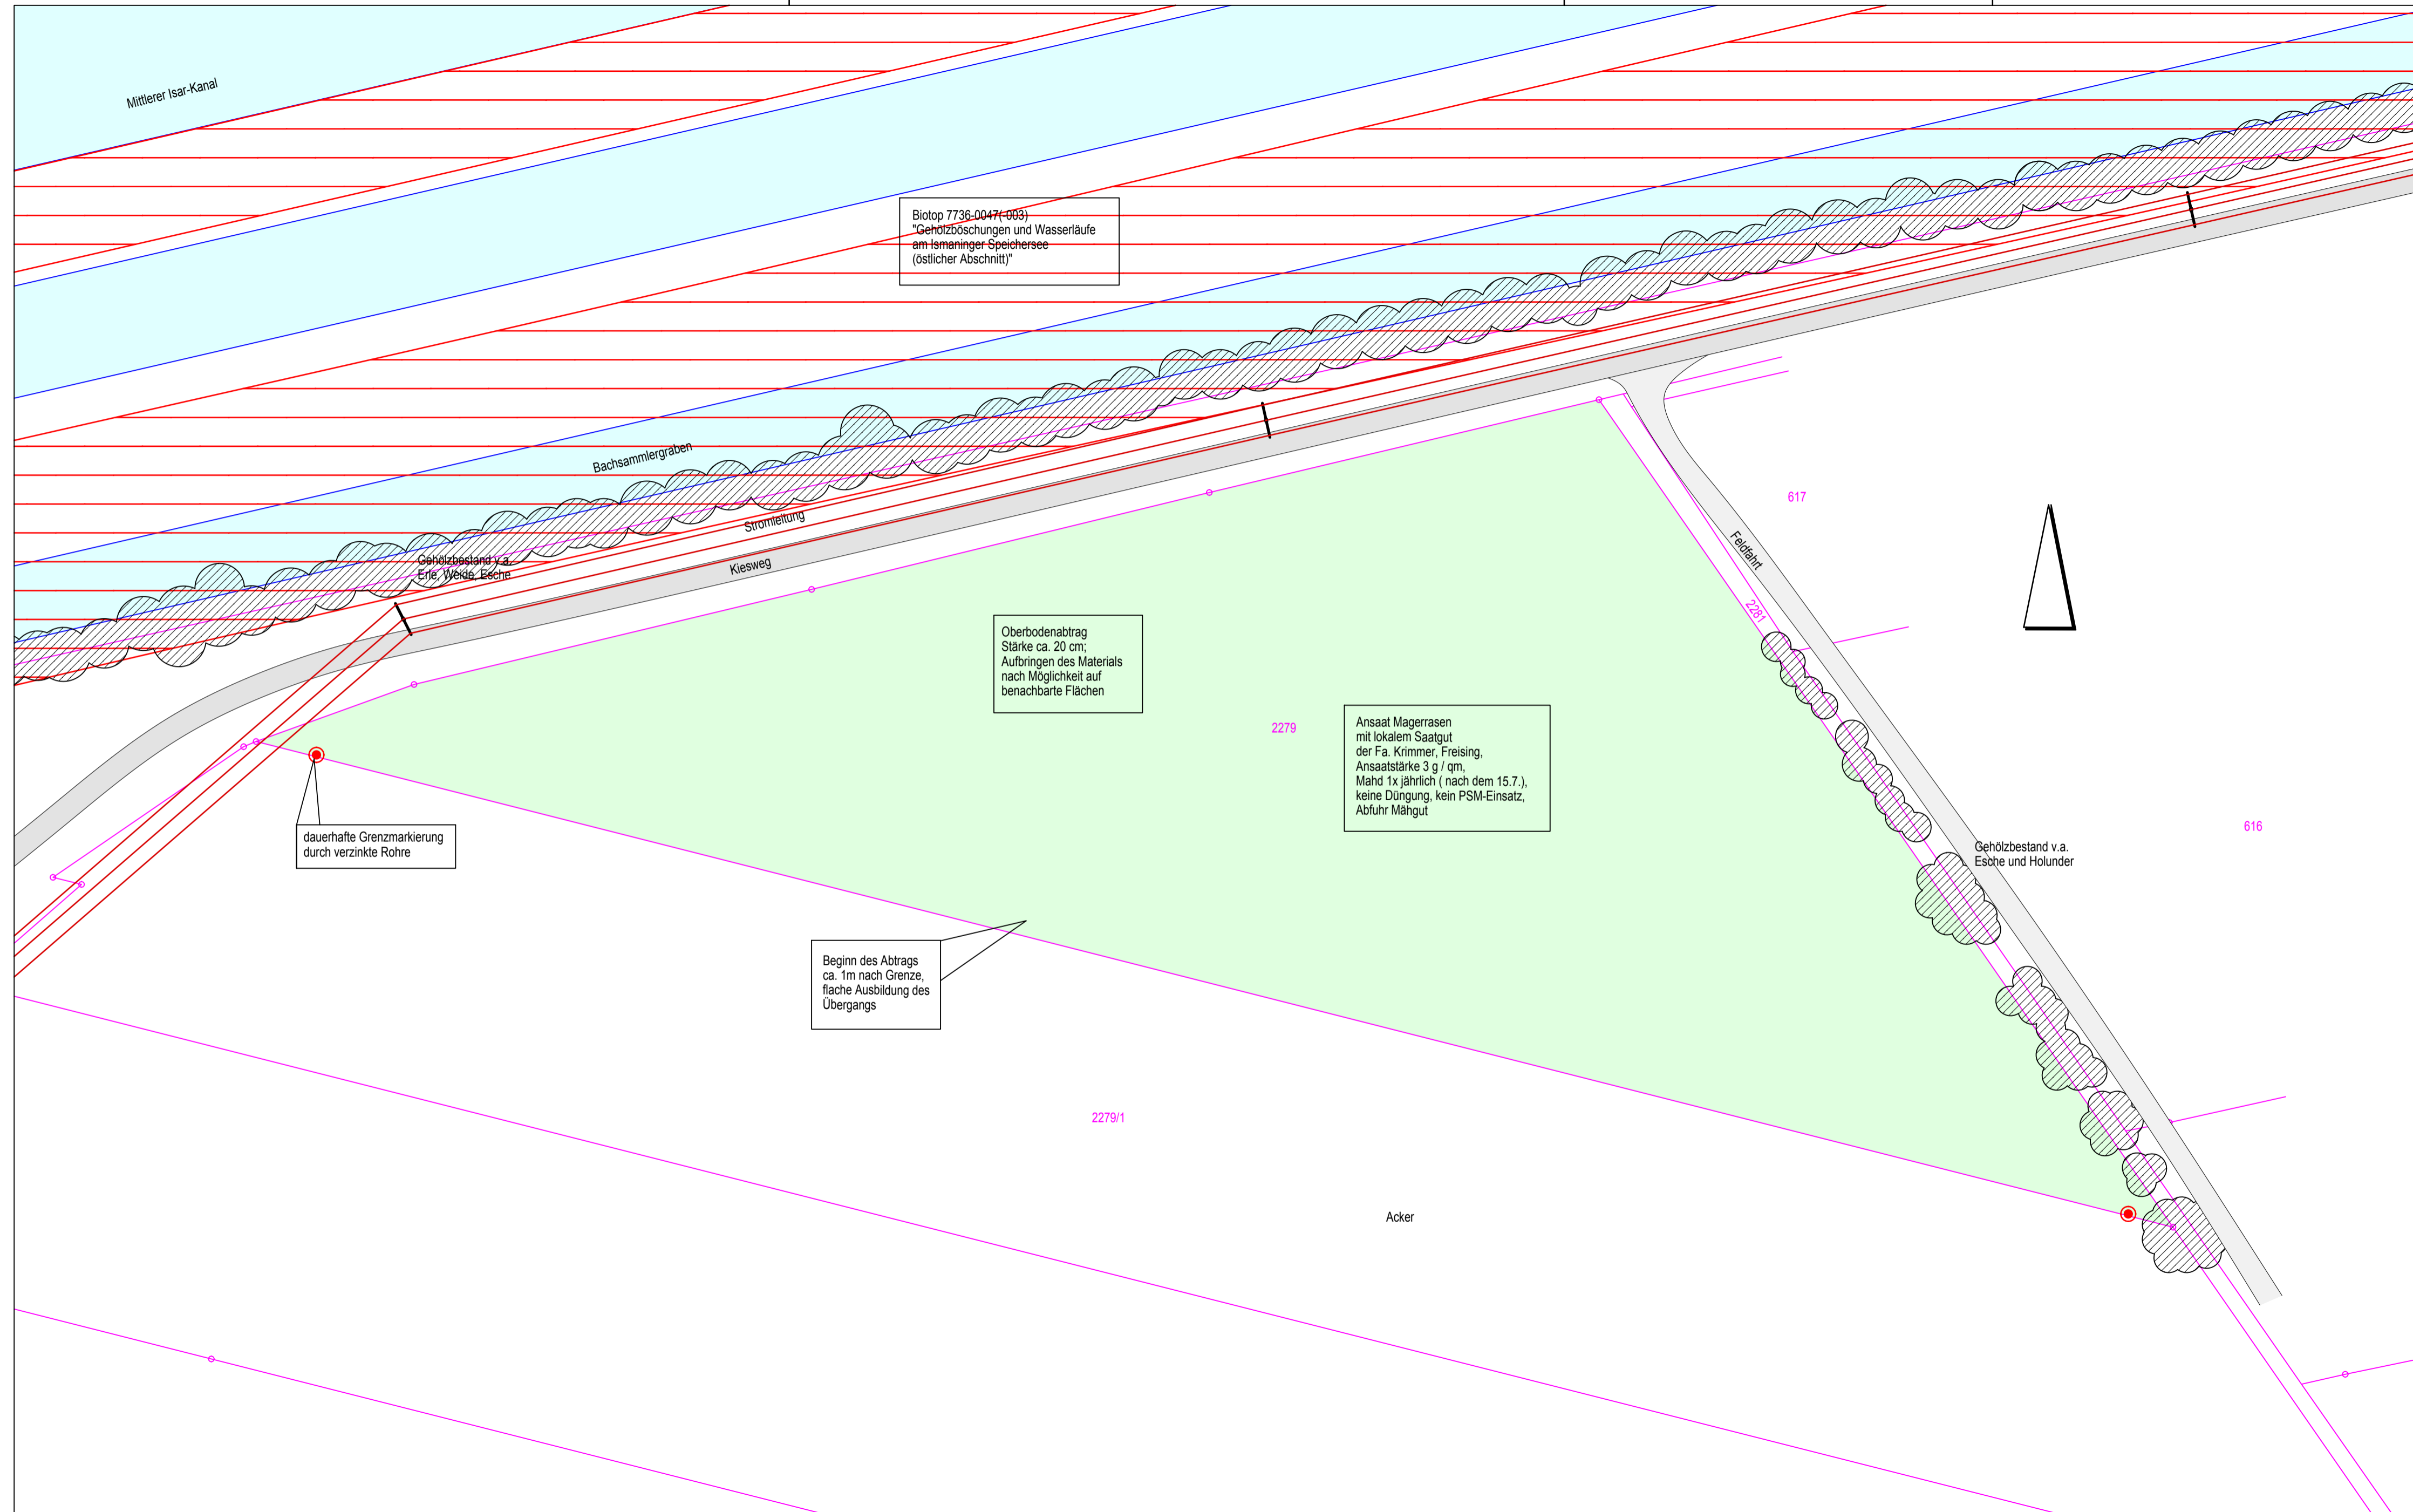 Mittlerer Isar-Kanal
Biotop 7736-0047(-003)
"Gehölzböschungen und Wasserläufe
am Ismaninger Speichersee
(östlicher Abschnitt)"
Bachsammlergraben
Stromleitung
Gehölzbestand v.a.
Erle, Weide, Esche
Kiesweg
617
Feldfahrt
2281
Oberbodenabtrag
Stärke ca. 20 cm;
Aufbringen des Materials
nach Möglichkeit auf
benachbarte Flächen
2279
Ansaat Magerrasen
mit lokalem Saatgut
der Fa. Krimmer, Freising,
Ansaatstärke 3 g / qm,
Mahd 1x jährlich ( nach dem 15.7.),
keine Düngung, kein PSM-Einsatz,
Abfuhr Mähgut
616
dauerhafte Grenzmarkierung
durch verzinkte Rohre
Gehölzbestand v.a.
Esche und Holunder
Beginn des Abtrags
ca. 1m nach Grenze,
flache Ausbildung des
Übergangs
2279/1
Acker